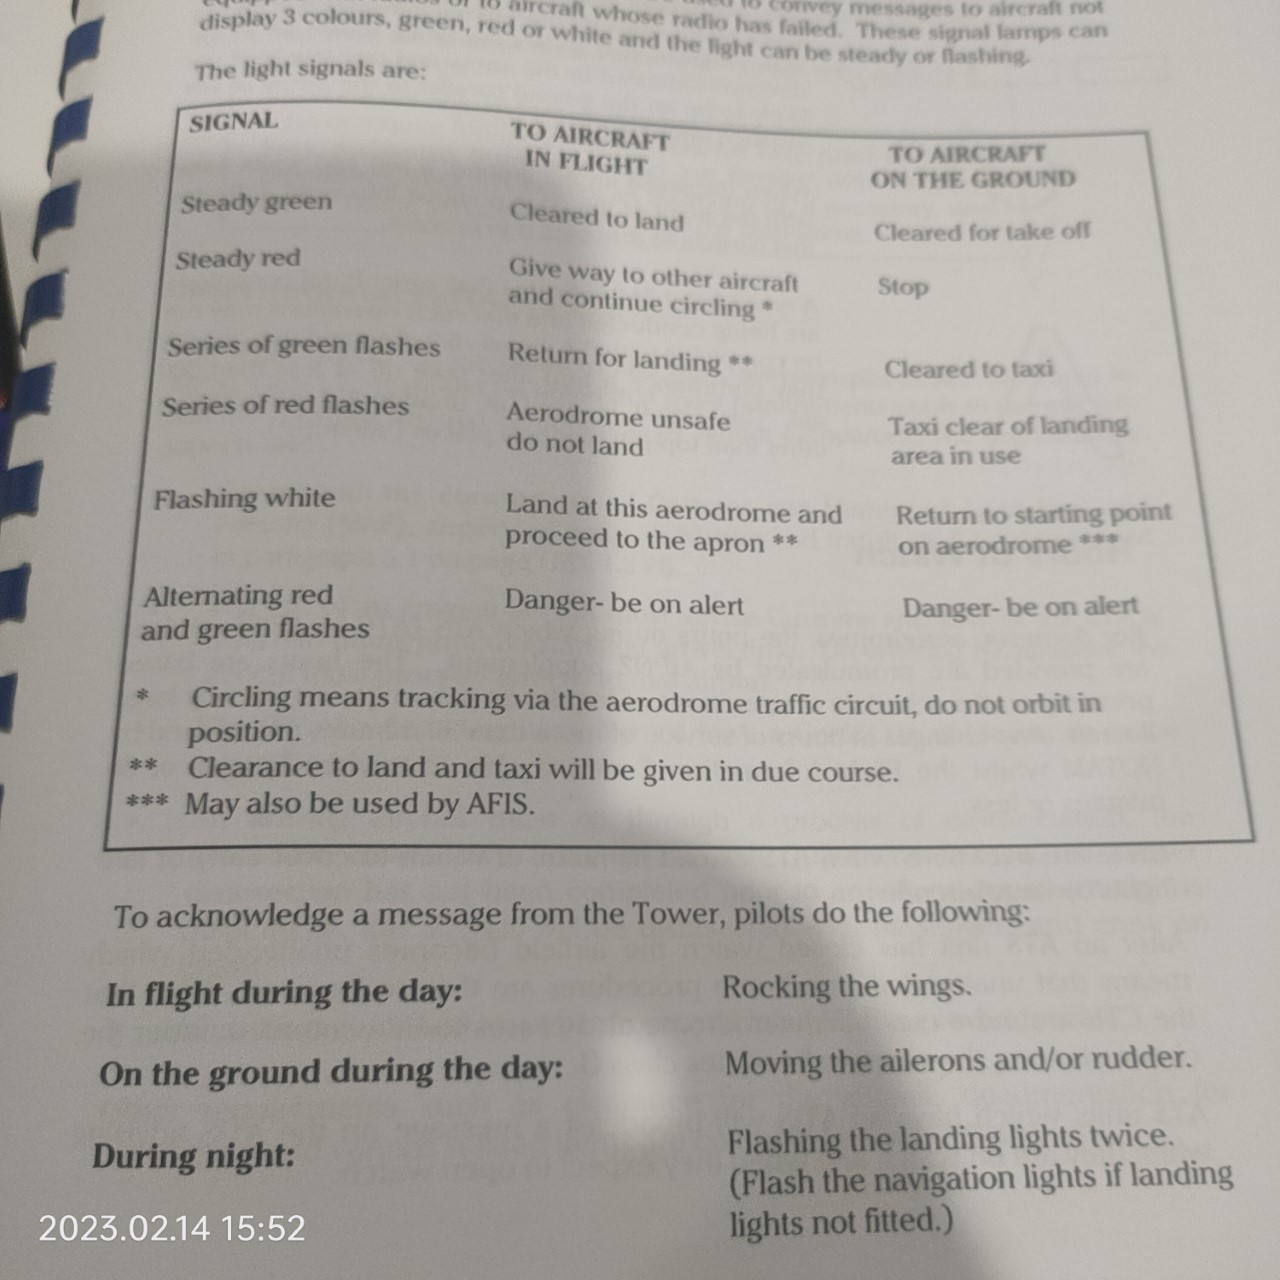 to aircraft whose radio has failed. These signal lamps can
to convey messages to aircraft not
display 3 colours, green, red or white and the light can be steady or flashing.
The light signals are:
SIGNAL
TO AIRCRAFT
IN FLIGHT
TO AIRCRAFT
ON THE GROUND
Steady green
Cleared to land
Cleared for take off
Steady red
Give way to other aircraft
and continue circling *
Stop
Series of green flashes
Return for landing **
Cleared to taxi
Series of red flashes
Aerodrome unsafe
do not land
Taxi clear of landing
area in use
Flashing white
Land at this aerodrome and
proceed to the apron **
Return to starting point
on aerodrome ***
Alternating red
and green flashes
Danger- be on alert
Danger- be on alert
* Circling means tracking via the aerodrome traffic circuit, do not orbit in
position.
** Clearance to land and taxi will be given in due course.
*** May also be used by AFIS.
To acknowledge a message from the Tower, pilots do the following:
In flight during the day: Rocking the wings.
On the ground during the day: Moving the ailerons and/or rudder.
During night: Flashing the landing lights twice.
(Flash the navigation lights if landing
lights not fitted.)
2023.02.14 15:52